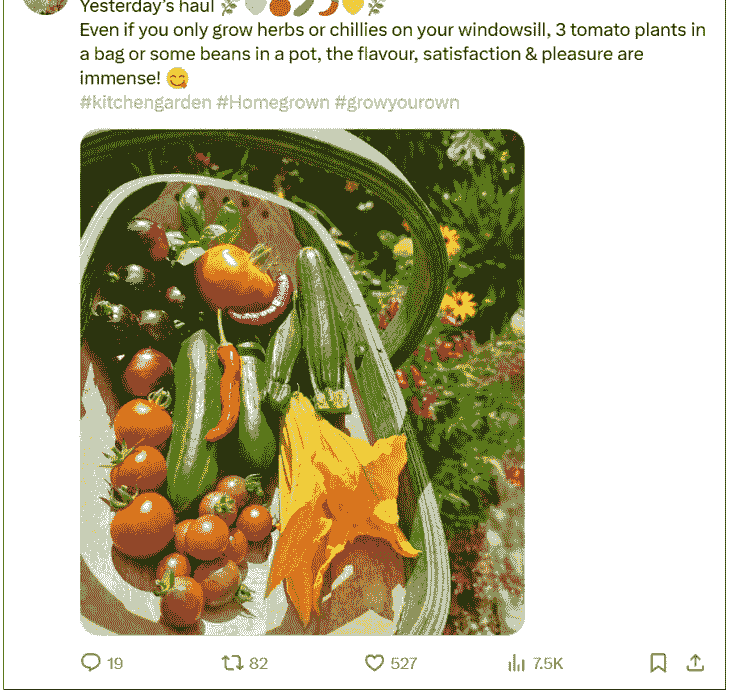 Yesterday's haul 🌿🥚🍅🥒🌶️💛🌿
Even if you only grow herbs or chillies on your windowsill, 3 tomato plants in
a bag or some beans in a pot, the flavour, satisfaction & pleasure are
immense! 😋
#kitchengarden #Homegrown #growyourown
19 82 527 7.5K